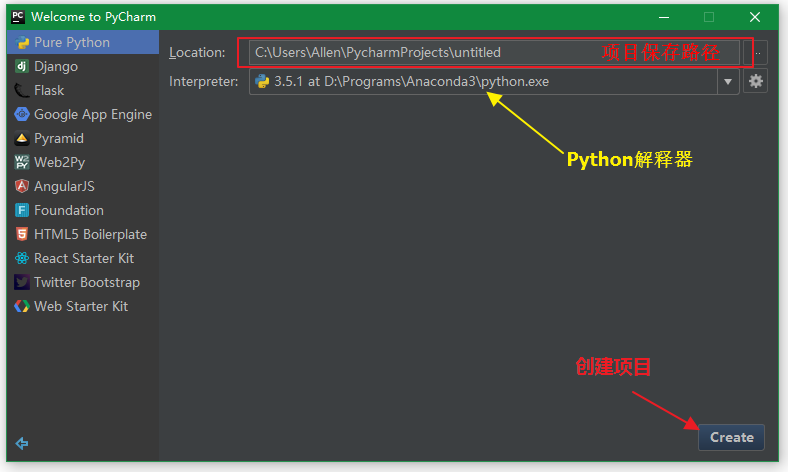 Welcome to PyCharm
Pure Python
Django
Flask
Google App Engine
Pyramid
Web2Py
AngularJS
Foundation
HTML5 Boilerplate
React Starter Kit
Twitter Bootstrap
Web Starter Kit
Location: C:\Users\Allen\PycharmProjects\untitled 项目保存路径 ..
Interpreter: 3.5.1 at D:\Programs\Anaconda3\python.exe
Python解释器
创建项目
Create